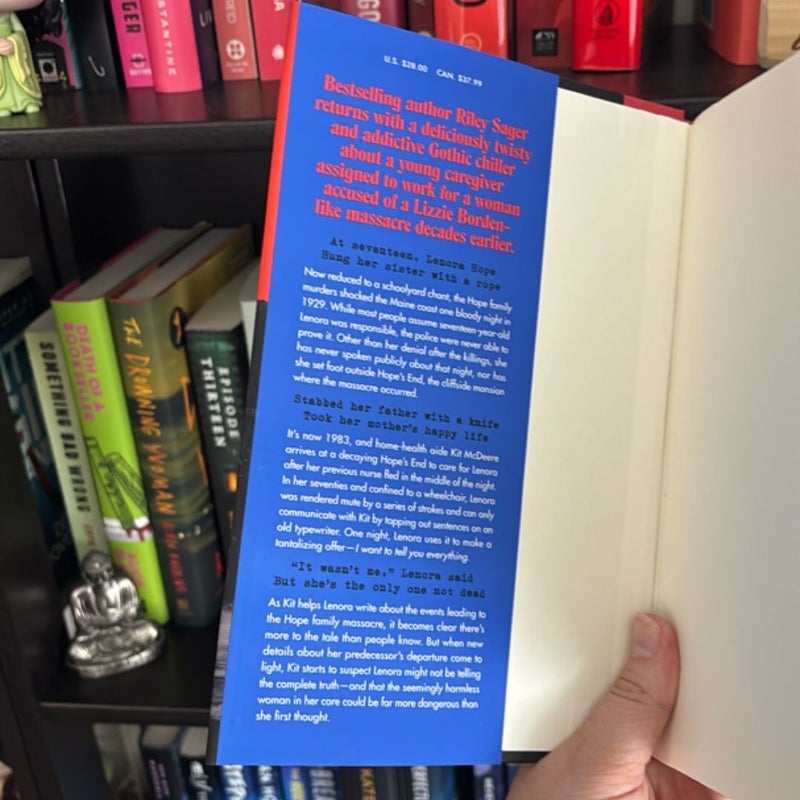 U.S. $28.00 CAN. $37.99
Bestselling author Riley Sager
returns with a deliciously twisty
and addictive Gothic chiller
about a young caregiver
assigned to work for a woman
accused of a Lizzie Borden–
like massacre decades earlier.
At seventeen, Lenora Hope
Hung her sister with a rope
Now reduced to a schoolyard chant, the Hope family
murders shocked the Maine coast one bloody night in
1929. While most people assume seventeen-year-old
Lenora was responsible, the police were never able to
prove it. Other than her denial after the killings, she
has never spoken publicly about that night, nor has
she set foot outside Hope's End, the cliffside mansion
where the massacre occurred.
Stabbed her father with a knife
Took her mother's happy life
It's now 1983, and home-health aide Kit McDeere
arrives at a decaying Hope's End to care for Lenora
after her previous nurse fled in the middle of the night.
In her seventies and confined to a wheelchair, Lenora
was rendered mute by a series of strokes and can only
communicate with Kit by tapping out sentences on an
old typewriter. One night, Lenora uses it to make a
tantalizing offer—I want to tell you everything.
"It wasn't me," Lenora said
But she's the only one not dead
As Kit helps Lenora write about the events leading to
the Hope family massacre, it becomes clear there's
more to the tale than people know. But when new
details about her predecessor's departure come to
light, Kit starts to suspect Lenora might not be telling
the complete truth—and that the seemingly harmless
woman in her care could be far more dangerous than
she first thought.
SOMETHING BAD WRONG
DEATH OF A
BOOKSELLER
THE DROWNING WOMAN
EPISODE
THIRTEEN